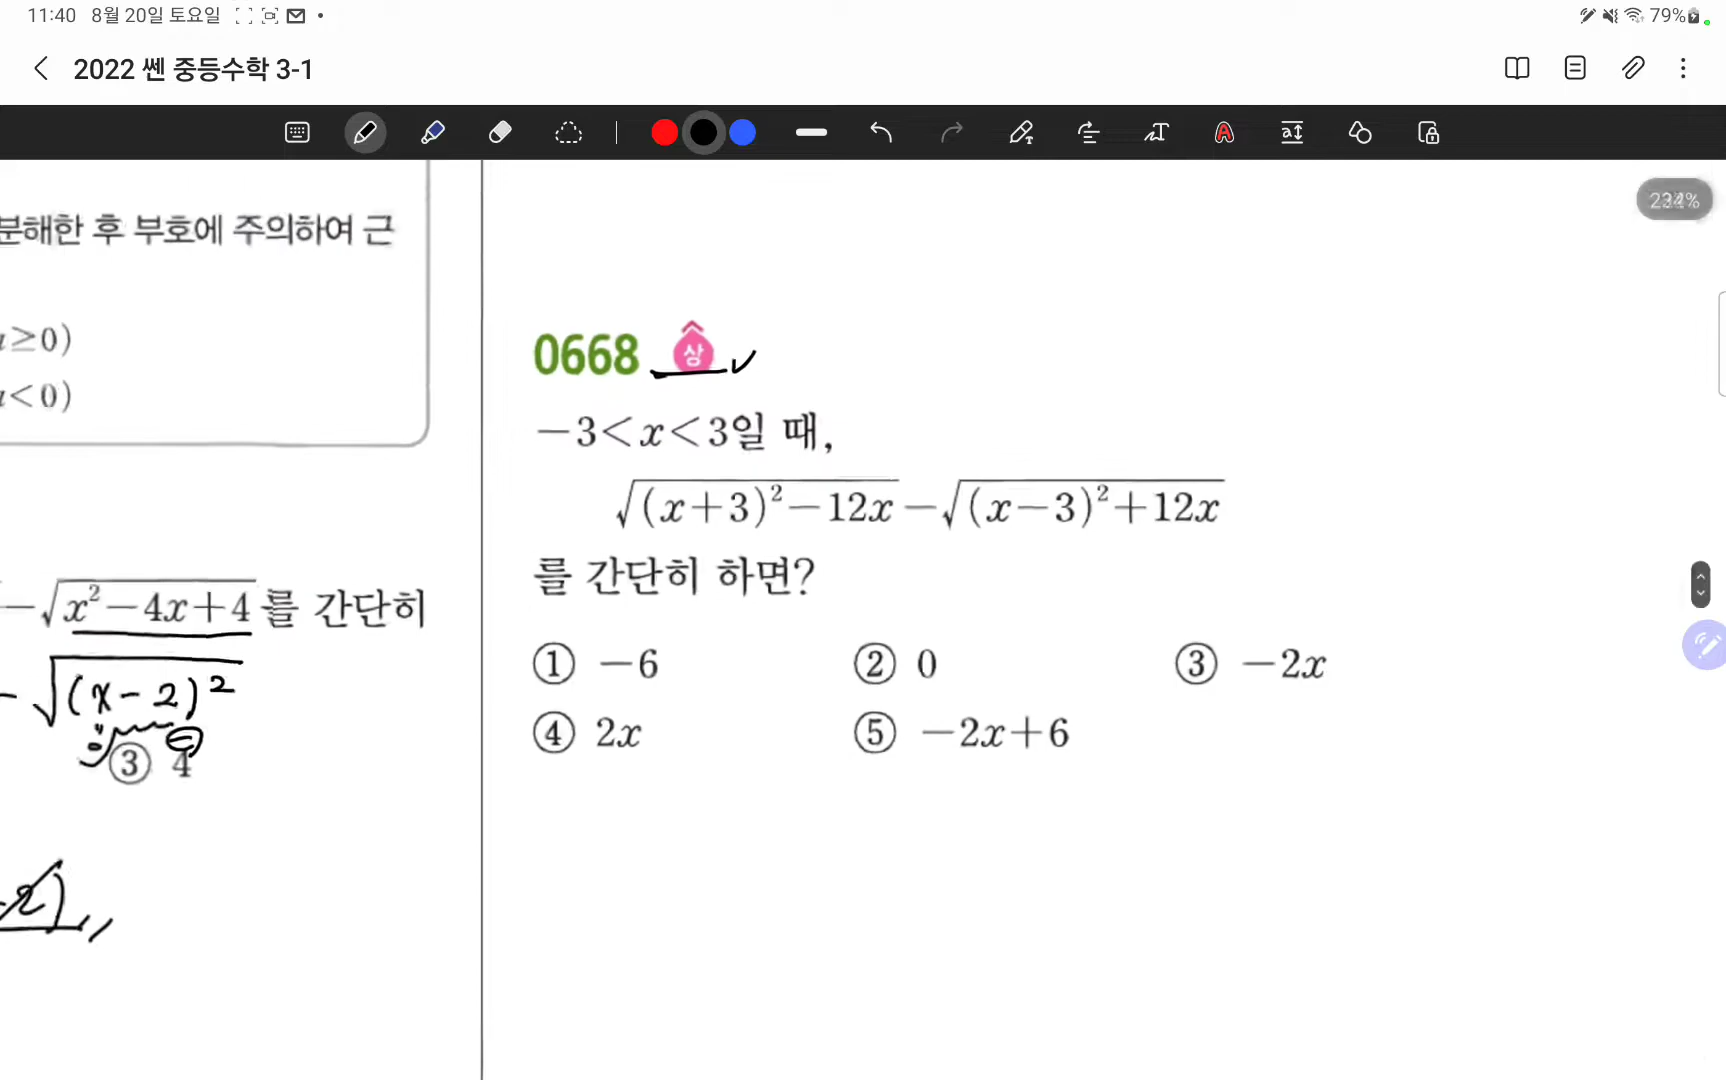 11:40 8월 20일 토요일 79%
2022 쎈 중등수학 3-1
234%
분해한 후 부호에 주의하여 근
≥0)
<0)
−√(x²−4x+4)를 간단히
− √(x−2)²
③ 4
0668 상
−3<x<3일 때,
√((x+3)²−12x)−√((x−3)²+12x)
를 간단히 하면?
① −6 ② 0 ③ −2x
④ 2x ⑤ −2x+6